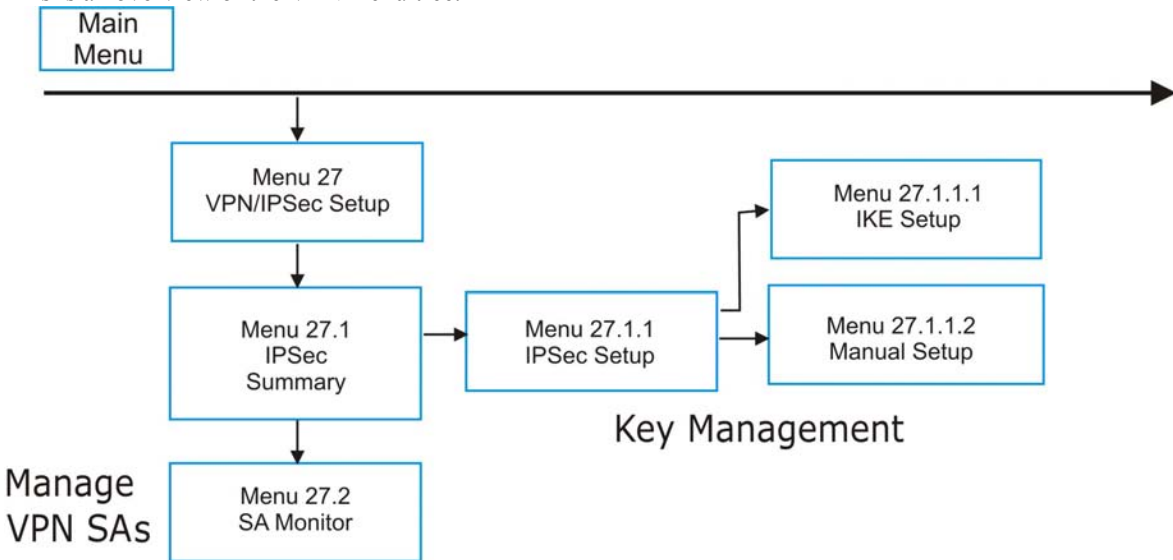 Main
Menu
Menu 27
VPN/IPSec Setup
Menu 27.1.1.1
IKE Setup
Menu 27.1
IPSec
Summary
Menu 27.1.1
IPSec Setup
Menu 27.1.1.2
Manual Setup
Key Management
Manage
VPN SAs
Menu 27.2
SA Monitor